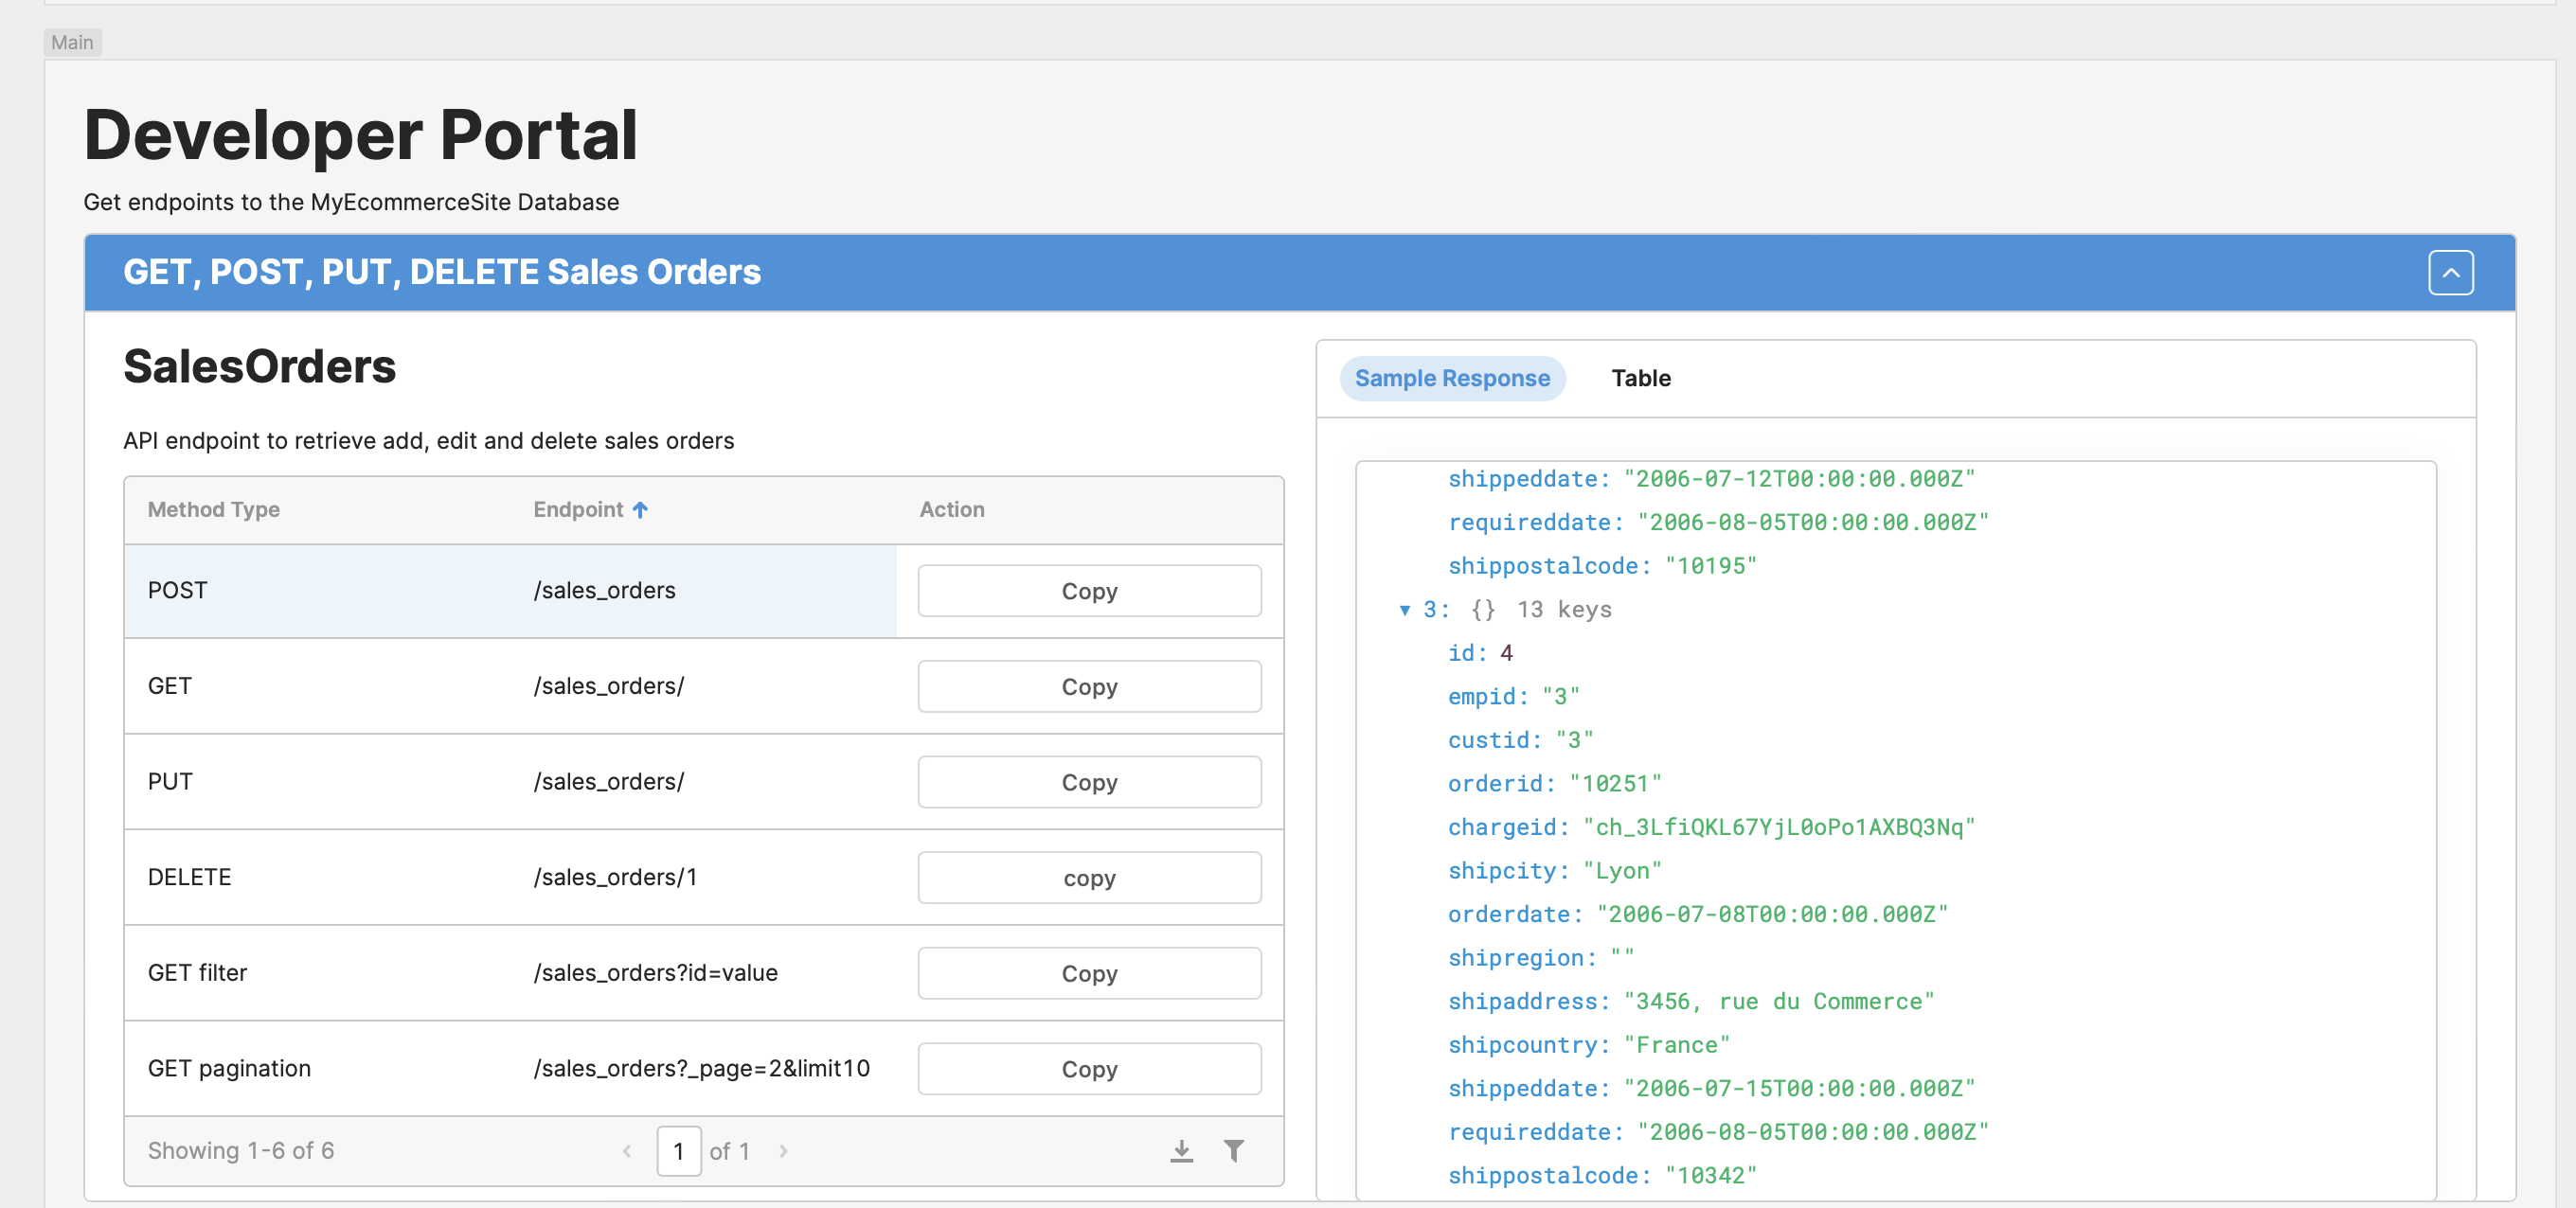 Main
Developer Portal
Get endpoints to the MyEcommerceSite Database
GET, POST, PUT, DELETE Sales Orders
SalesOrders
API endpoint to retrieve add, edit and delete sales orders
Method Type Endpoint Action
POST /sales_orders Copy
GET /sales_orders/ Copy
PUT /sales_orders/ Copy
DELETE /sales_orders/1 copy
GET filter /sales_orders?id=value Copy
GET pagination /sales_orders?_page=2&limit10 Copy
Showing 1-6 of 6 1 of 1
Sample Response Table
shippeddate: "2006-07-12T00:00:00.000Z"
requireddate: "2006-08-05T00:00:00.000Z"
shippostalcode: "10195"
3: {} 13 keys
id: 4
empid: "3"
custid: "3"
orderid: "10251"
chargeid: "ch_3LfiQKL67YjL0oPo1AXBQ3Nq"
shipcity: "Lyon"
orderdate: "2006-07-08T00:00:00.000Z"
shipregion: ""
shipaddress: "3456, rue du Commerce"
shipcountry: "France"
shippeddate: "2006-07-15T00:00:00.000Z"
requireddate: "2006-08-05T00:00:00.000Z"
shippostalcode: "10342"